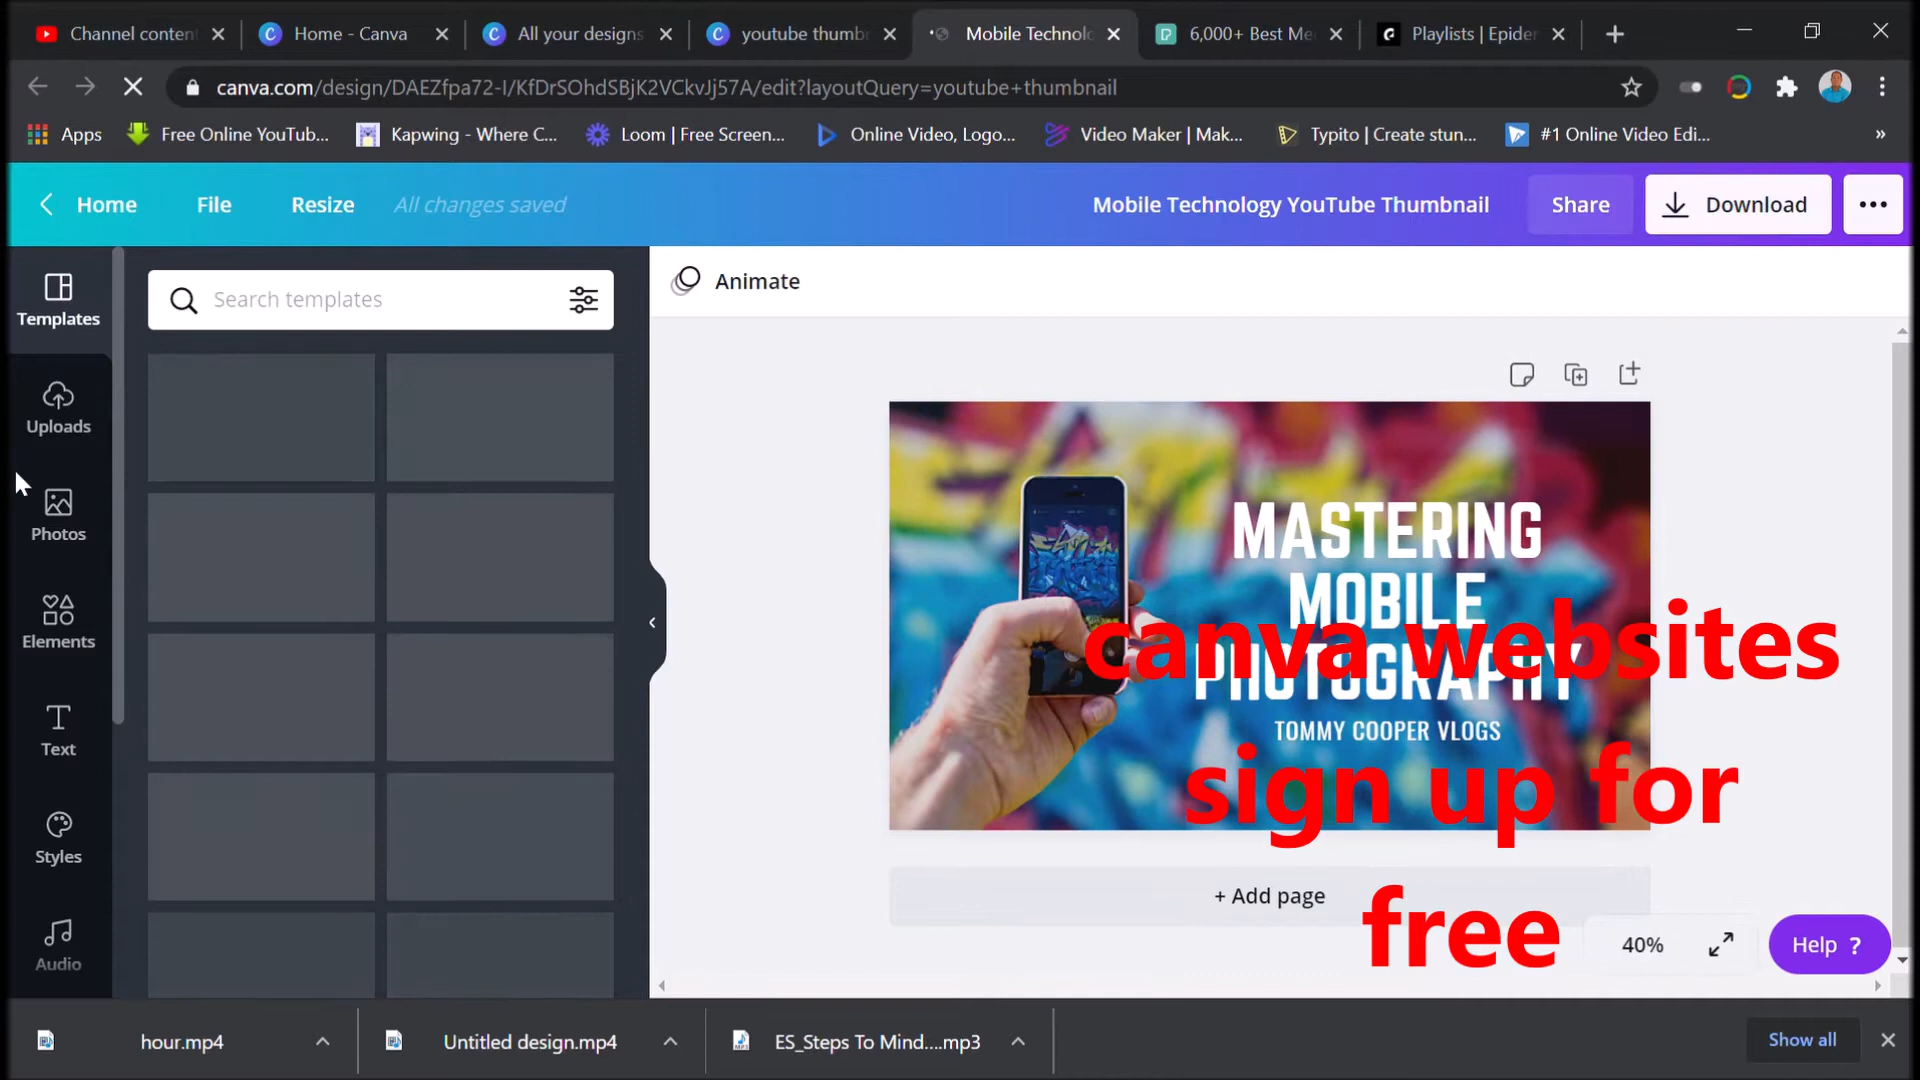 Channel conten
Home - Canva
All your designs
youtube thumb
Mobile Technolo
6,000+ Best Me
Playlists | Epider
canva.com/design/DAEZfpa72-I/KfDrSOhdSBjK2VCkvJj57A/edit?layoutQuery=youtube+thumbnail
Apps
Free Online YouTub...
Kapwing - Where C...
Loom | Free Screen...
Online Video, Logo...
Video Maker | Mak...
Typito | Create stun...
#1 Online Video Edi...
Home
File
Resize
All changes saved
Mobile Technology YouTube Thumbnail
Share
Download
Templates
Search templates
Animate
Uploads
Photos
Elements
Text
Styles
Audio
MASTERING
MOBILE
PHOTOGRAPHY
TOMMY COOPER VLOGS
canva websites
sign up for
free
+ Add page
40%
Help ?
hour.mp4
Untitled design.mp4
ES_Steps To Mind....mp3
Show all